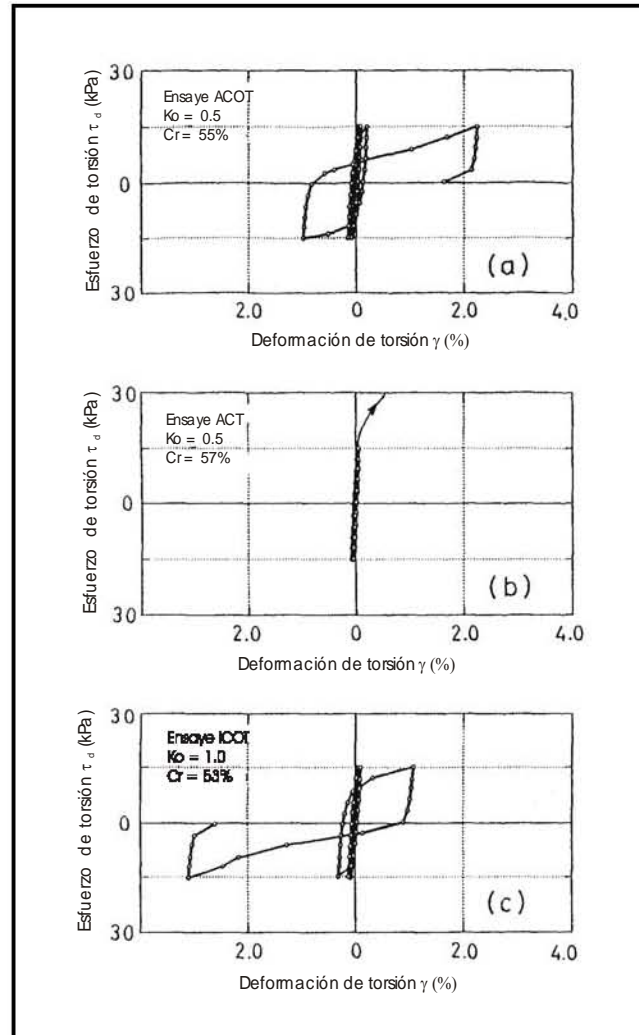 30
Ensaye ACOT
Ko = 0.5
Cr = 55%
0
30
Esfuerzo de torsión τ d (kPa)
(a)
2.0 0 2.0 4.0
Deformación de torsión γ (%)
30
Ensaye ACT
Ko = 0.5
Cr = 57%
0
30
Esfuerzo de torsión τ d (kPa)
(b)
2.0 0 2.0 4.0
Deformación de torsión γ (%)
30
Ensaye ICOT
Ko = 1.0
Cr = 53%
0
30
Esfuerzo de torsión τ d (kPa)
(c)
2.0 0 2.0 4.0
Deformación de torsión γ (%)